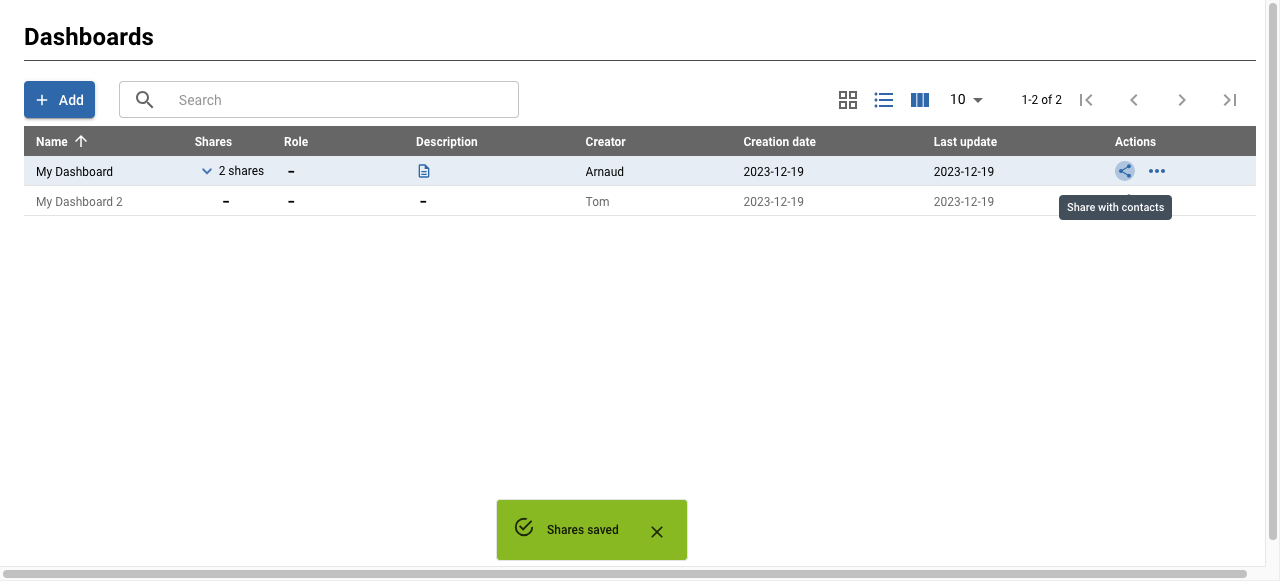 Dashboards
Add
Search
10
1-2 of 2
Name Shares Role Description Creator Creation date Last update Actions
My Dashboard 2 shares – Arnaud 2023-12-19 2023-12-19
My Dashboard 2 – – – Tom 2023-12-19 2023-12-19
Share with contacts
Shares saved